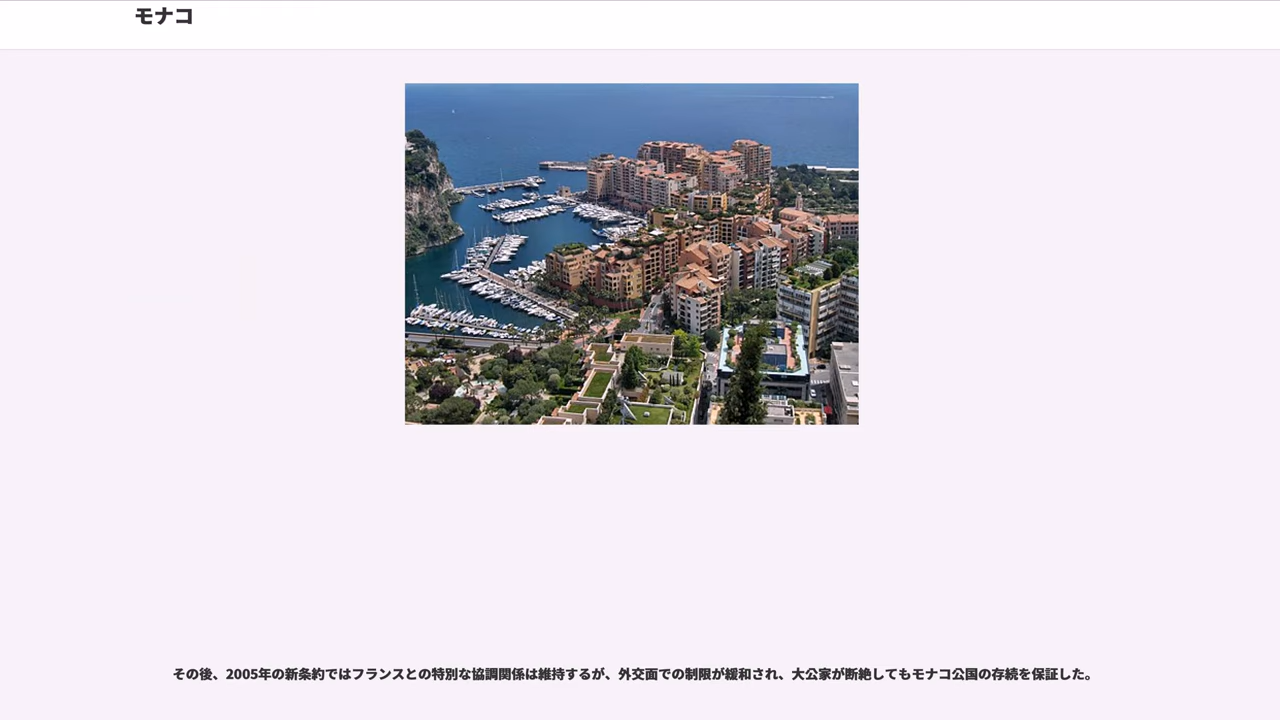 モナコ
その後、2005年の新条約ではフランスとの特別な協調関係は維持するが、外交面での制限が緩和され、大公家が断絶してもモナコ公国の存続を保証した。